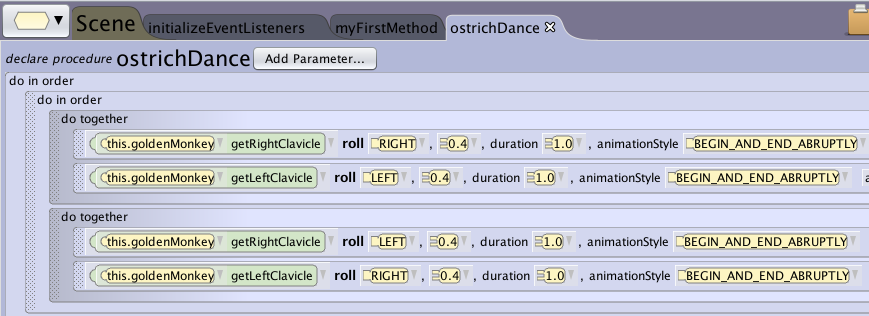 Scene initializeEventListeners myFirstMethod ostrichDance
declare procedure ostrichDance Add Parameter...
do in order
do in order
do together
this.goldenMonkey getRightClavicle roll RIGHT , 0.4 , duration 1.0 , animationStyle BEGIN_AND_END_ABRUPTLY
this.goldenMonkey getLeftClavicle roll LEFT , 0.4 , duration 1.0 , animationStyle BEGIN_AND_END_ABRUPTLY
do together
this.goldenMonkey getRightClavicle roll LEFT , 0.4 , duration 1.0 , animationStyle BEGIN_AND_END_ABRUPTLY
this.goldenMonkey getLeftClavicle roll RIGHT , 0.4 , duration 1.0 , animationStyle BEGIN_AND_END_ABRUPTLY